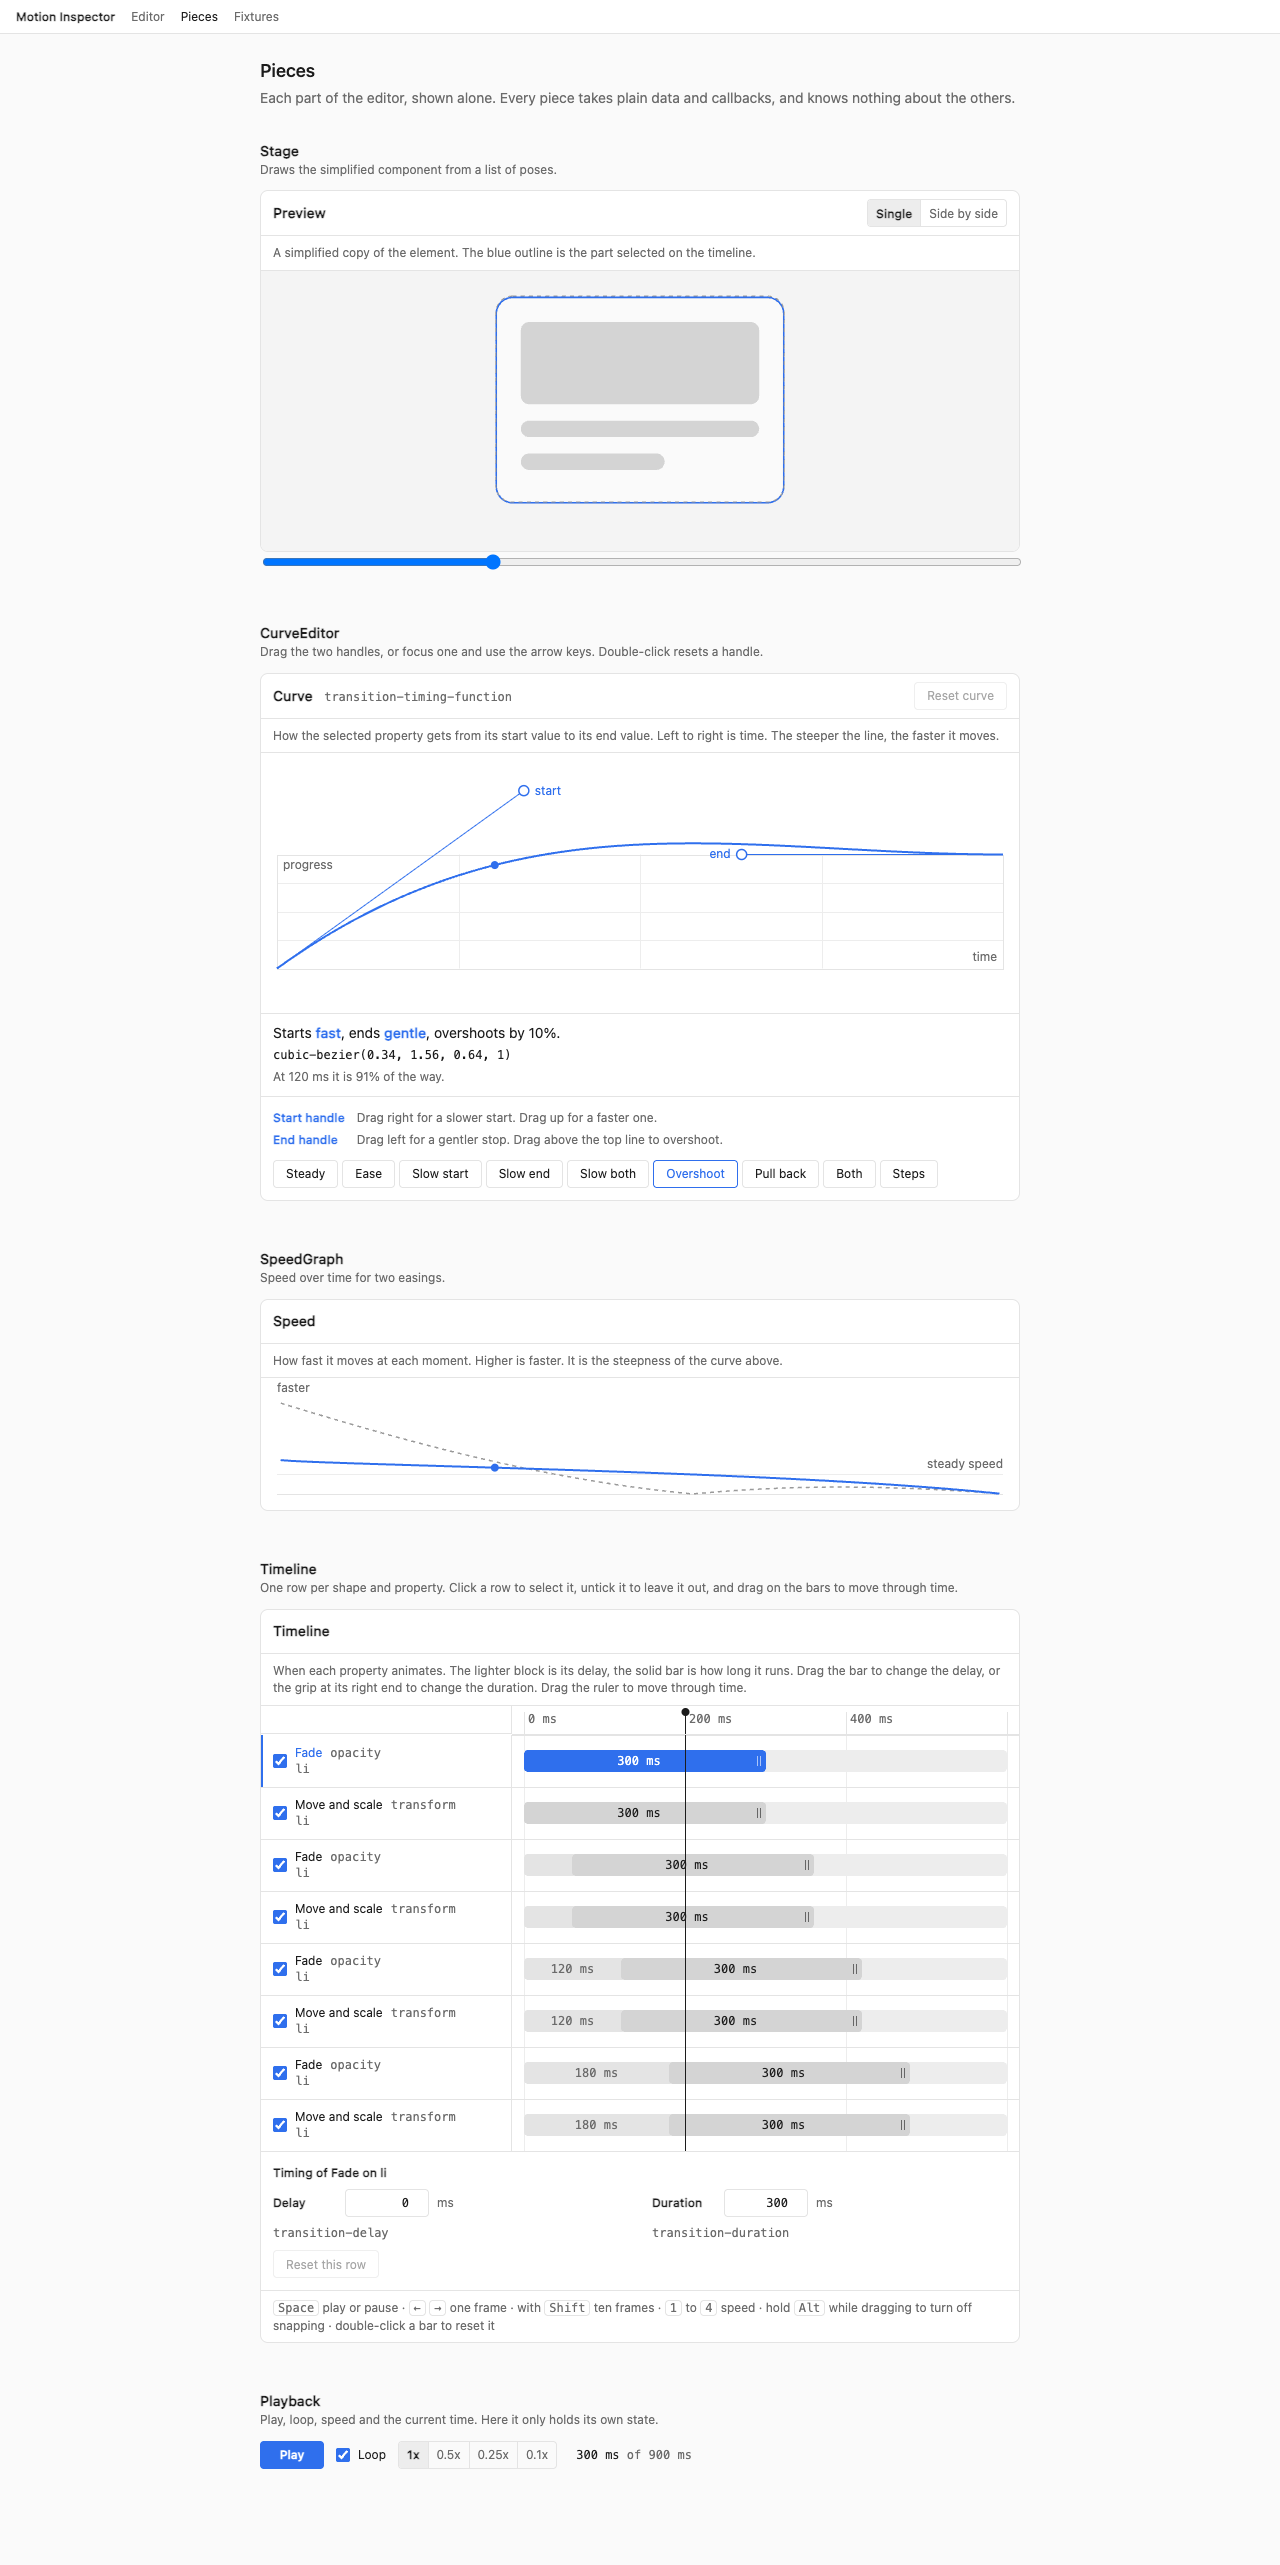 Motion Inspector Editor Pieces Fixtures
Pieces
Each part of the editor, shown alone. Every piece takes plain data and callbacks, and knows nothing about the others.
Stage
Draws the simplified component from a list of poses.
Preview Single Side by side
A simplified copy of the element. The blue outline is the part selected on the timeline.
CurveEditor
Drag the two handles, or focus one and use the arrow keys. Double-click resets a handle.
Curve transition-timing-function Reset curve
How the selected property gets from its start value to its end value. Left to right is time. The steeper the line, the faster it moves.
start
end
progress
time
Starts fast, ends gentle, overshoots by 10%.
cubic-bezier(0.34, 1.56, 0.64, 1)
At 120 ms it is 91% of the way.
Start handle Drag right for a slower start. Drag up for a faster one.
End handle Drag left for a gentler stop. Drag above the top line to overshoot.
Steady Ease Slow start Slow end Slow both Overshoot Pull back Both Steps
SpeedGraph
Speed over time for two easings.
Speed
How fast it moves at each moment. Higher is faster. It is the steepness of the curve above.
faster
steady speed
Timeline
One row per shape and property. Click a row to select it, untick it to leave it out, and drag on the bars to move through time.
Timeline
When each property animates. The lighter block is its delay, the solid bar is how long it runs. Drag the bar to change the delay, or
the grip at its right end to change the duration. Drag the ruler to move through time.
0 ms 200 ms 400 ms
Fade opacity 300 ms
li
Move and scale transform 300 ms
li
Fade opacity 300 ms
li
Move and scale transform 300 ms
li
Fade opacity 120 ms 300 ms
li
Move and scale transform 120 ms 300 ms
li
Fade opacity 180 ms 300 ms
li
Move and scale transform 180 ms 300 ms
li
Timing of Fade on li
Delay 0 ms Duration 300 ms
transition-delay transition-duration
Reset this row
Space play or pause · ← → one frame · with Shift ten frames · 1 to 4 speed · hold Alt while dragging to turn off
snapping · double-click a bar to reset it
Playback
Play, loop, speed and the current time. Here it only holds its own state.
Play Loop 1x 0.5x 0.25x 0.1x 300 ms of 900 ms